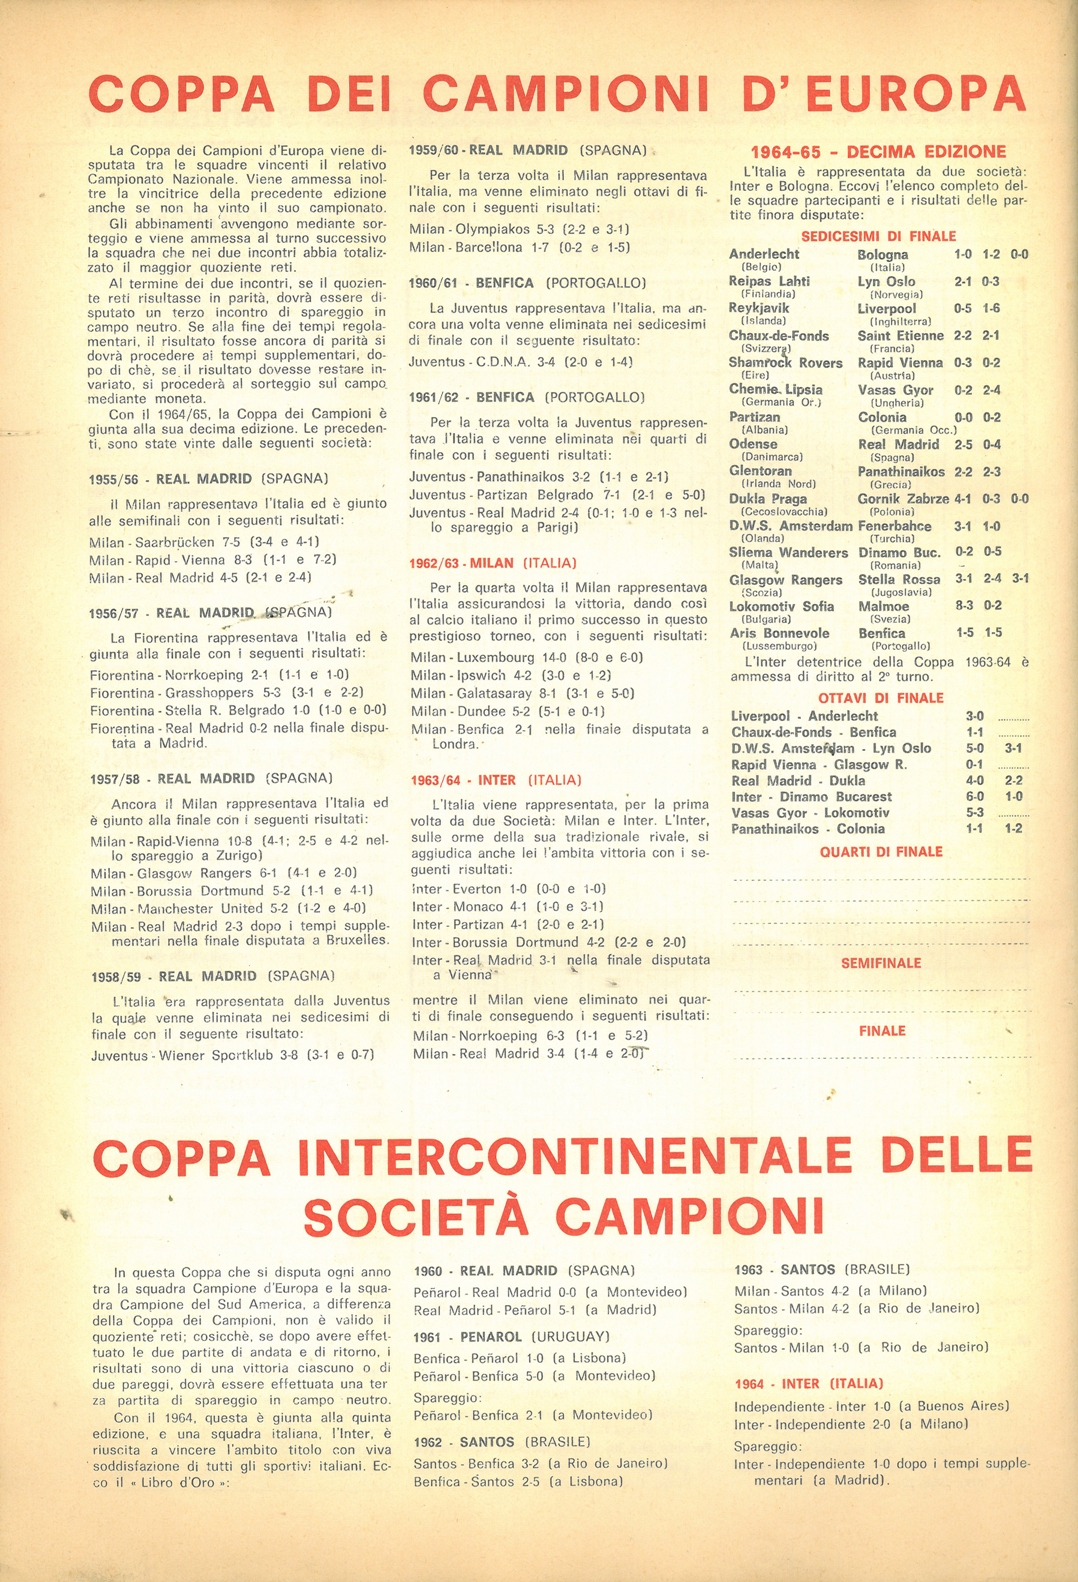 COPPA DEI CAMPIONI D'EUROPA
La Coppa dei Campioni d'Europa viene di-
sputata tra le squadre vincenti il relativo
Campionato Nazionale. Viene ammessa inol-
tre la vincitrice della precedente edizione
anche se non ha vinto il suo campionato.
Gli abbinamenti avvengono mediante sor-
teggio e viene ammessa al turno successivo
la squadra che nei due incontri abbia totaliz-
zato il maggior quoziente reti.
Al termine dei due incontri, se il quozien-
te reti risultasse in parità, dovrà essere di-
sputato un terzo incontro di spareggio in
campo neutro. Se alla fine dei tempi regola-
mentari, il risultato fosse ancora di parità si
dovrà procedere ai tempi supplementari, do-
po di chè, se il risultato dovesse restare in-
variato, si procederà al sorteggio sul campo
mediante moneta.
Con il 1964/65, la Coppa dei Campioni è
giunta alla sua decima edizione. Le preceden-
ti, sono state vinte dalle seguenti società:
1955/56 - REAL MADRID (SPAGNA)
Il Milan rappresentava l'Italia ed è giunto
alle semifinali con i seguenti risultati:
Milan - Saarbrücken 7-5 (3-4 e 4-1)
Milan - Rapid - Vienna 8-3 (1-1 e 7-2)
Milan - Real Madrid 4-5 (2-1 e 2-4)
1956/57 - REAL MADRID (SPAGNA)
La Fiorentina rappresentava l'Italia ed è
giunta alla finale con i seguenti risultati:
Fiorentina - Norrkoeping 2-1 (1-1 e 1-0)
Fiorentina - Grasshoppers 5-3 (3-1 e 2-2)
Fiorentina - Stella R. Belgrado 1-0 (1-0 e 0-0)
Fiorentina - Real Madrid 0-2 nella finale dispu-
tata a Madrid.
1957/58 - REAL MADRID (SPAGNA)
Ancora il Milan rappresentava l'Italia ed
è giunto alla finale con i seguenti risultati:
Milan - Rapid-Vienna 10-8 (4-1; 2-5 e 4-2 nel-
lo spareggio a Zurigo)
Milan - Glasgow Rangers 6-1 (4-1 e 2-0)
Milan - Borussia Dortmund 5-2 (1-1 e 4-1)
Milan - Manchester United 5-2 (1-2 e 4-0)
Milan - Real Madrid 2-3 dopo i tempi supple-
mentari nella finale disputata a Bruxelles.
1958/59 - REAL MADRID (SPAGNA)
L'Italia era rappresentata dalla Juventus
la quale venne eliminata nei sedicesimi di
finale con il seguente risultato:
Juventus - Wiener Sportklub 3-8 (3-1 e 0-7)
1959/60 - REAL MADRID (SPAGNA)
Per la terza volta il Milan rappresentava
l'Italia, ma venne eliminato negli ottavi di fi-
nale con i seguenti risultati:
Milan - Olympiakos 5-3 (2-2 e 3-1)
Milan - Barcellona 1-7 (0-2 e 1-5)
1960/61 - BENFICA (PORTOGALLO)
La Juventus rappresentava l'Italia, ma an-
cora una volta venne eliminata nei sedicesimi
di finale con il seguente risultato:
Juventus - C.D.N.A. 3-4 (2-0 e 1-4)
1961/62 - BENFICA (PORTOGALLO)
Per la terza volta la Juventus rappresen-
tava l'Italia e venne eliminata nei quarti di
finale con i seguenti risultati:
Juventus - Panathinaikos 3-2 (1-1 e 2-1)
Juventus - Partizan Belgrado 7-1 (2-1 e 5-0)
Juventus - Real Madrid 2-4 (0-1; 1-0 e 1-3 nel-
lo spareggio a Parigi)
1962/63 - MILAN (ITALIA)
Per la quarta volta il Milan rappresentava
l'Italia assicurandosi la vittoria, dando così
al calcio italiano il primo successo in questo
prestigioso torneo, con i seguenti risultati:
Milan - Luxembourg 14-0 (8-0 e 6-0)
Milan - Ipswich 4-2 (3-0 e 1-2)
Milan - Galatasaray 8-1 (3-1 e 5-0)
Milan - Dundee 5-2 (5-1 e 0-1)
Milan - Benfica 2-1 nella finale disputata a
Londra.
1963/64 - INTER (ITALIA)
L'Italia viene rappresentata, per la prima
volta da due Società: Milan e Inter. L'Inter,
sulle orme della sua tradizionale rivale, si
aggiudica anche lei l'ambita vittoria con i se-
guenti risultati:
Inter - Everton 1-0 (0-0 e 1-0)
Inter - Monaco 4-1 (1-0 e 3-1)
Inter - Partizan 4-1 (2-0 e 2-1)
Inter - Borussia Dortmund 4-2 (2-2 e 2-0)
Inter - Real Madrid 3-1 nella finale disputata
a Vienna
mentre il Milan viene eliminato nei quar-
ti di finale conseguendo i seguenti risultati:
Milan - Norrkoeping 6-3 (1-1 e 5-2)
Milan - Real Madrid 3-4 (1-4 e 2-0)
1964-65 - DECIMA EDIZIONE
L'Italia è rappresentata da due società:
Inter e Bologna. Eccovi l'elenco completo del-
le squadre partecipanti e i risultati delle par-
tite finora disputate:
SEDICESIMI DI FINALE
Anderlecht Bologna 1-0 1-2 0-0
(Belgio) (Italia)
Reipas Lahti Lyn Oslo 2-1 0-3
(Finlandia) (Norvegia)
Reykjavik Liverpool 0-5 1-6
(Islanda) (Inghilterra)
Chaux-de-Fonds Saint Etienne 2-2 2-1
(Svizzera) (Francia)
Shamrock Rovers Rapid Vienna 0-3 0-2
(Eire) (Austria)
Chemie Lipsia Vasas Gyor 0-2 2-4
(Germania Or.) (Ungheria)
Partizan Colonia 0-0 0-2
(Albania) (Germania Occ.)
Odense Real Madrid 2-5 0-4
(Danimarca) (Spagna)
Glentoran Panathinaikos 2-2 2-3
(Irlanda Nord) (Grecia)
Dukla Praga Gornik Zabrze 4-1 0-3 0-0
(Cecoslovacchia) (Polonia)
D.W.S. Amsterdam Fenerbahce 3-1 1-0
(Olanda) (Turchia)
Sliema Wanderers Dinamo Buc. 0-2 0-5
(Malta) (Romania)
Glasgow Rangers Stella Rossa 3-1 2-4 3-1
(Scozia) (Jugoslavia)
Lokomotiv Sofia Malmoe 8-3 0-2
(Bulgaria) (Svezia)
Aris Bonnevole Benfica 1-5 1-5
(Lussemburgo) (Portogallo)
L'Inter detentrice della Coppa 1963-64 è
ammessa di diritto al 2° turno.
OTTAVI DI FINALE
Liverpool - Anderlecht 3-0 ............
Chaux-de-Fonds - Benfica 1-1 ............
D.W.S. Amsterdam - Lyn Oslo 5-0 3-1
Rapid Vienna - Glasgow R. 0-1 ............
Real Madrid - Dukla 4-0 2-2
Inter - Dinamo Bucarest 6-0 1-0
Vasas Gyor - Lokomotiv 5-3 ............
Panathinaikos - Colonia 1-1 1-2
QUARTI DI FINALE
SEMIFINALE
FINALE
COPPA INTERCONTINENTALE DELLE
SOCIETÀ CAMPIONI
In questa Coppa che si disputa ogni anno
tra la squadra Campione d'Europa e la squa-
dra Campione del Sud America, a differenza
della Coppa dei Campioni, non è valido il
quoziente reti; cosicchè, se dopo avere effet-
tuato le due partite di andata e di ritorno, i
risultati sono di una vittoria ciascuno o di
due pareggi, dovrà essere effettuata una ter
za partita di spareggio in campo neutro.
Con il 1964, questa è giunta alla quinta
edizione, e una squadra italiana, l'Inter, è
riuscita a vincere l'ambito titolo con viva
soddisfazione di tutti gli sportivi italiani. Ec-
co il « Libro d'Oro »:
1960 - REAL MADRID (SPAGNA)
Peñarol - Real Madrid 0-0 (a Montevideo)
Real Madrid - Peñarol 5-1 (a Madrid)
1961 - PENAROL (URUGUAY)
Benfica - Peñarol 1-0 (a Lisbona)
Peñarol - Benfica 5-0 (a Montevideo)
Spareggio:
Peñarol - Benfica 2-1 (a Montevideo)
1962 - SANTOS (BRASILE)
Santos - Benfica 3-2 (a Rio de Janeiro)
Benfica - Santos 2-5 (a Lisbona)
1963 - SANTOS (BRASILE)
Milan - Santos 4-2 (a Milano)
Santos - Milan 4-2 (a Rio de Janeiro)
Spareggio:
Santos - Milan 1-0 (a Rio de Janeiro)
1964 - INTER (ITALIA)
Independiente - Inter 1-0 (a Buenos Aires)
Inter - Independiente 2-0 (a Milano)
Spareggio:
Inter - Independiente 1-0 dopo i tempi supple-
mentari (a Madrid).